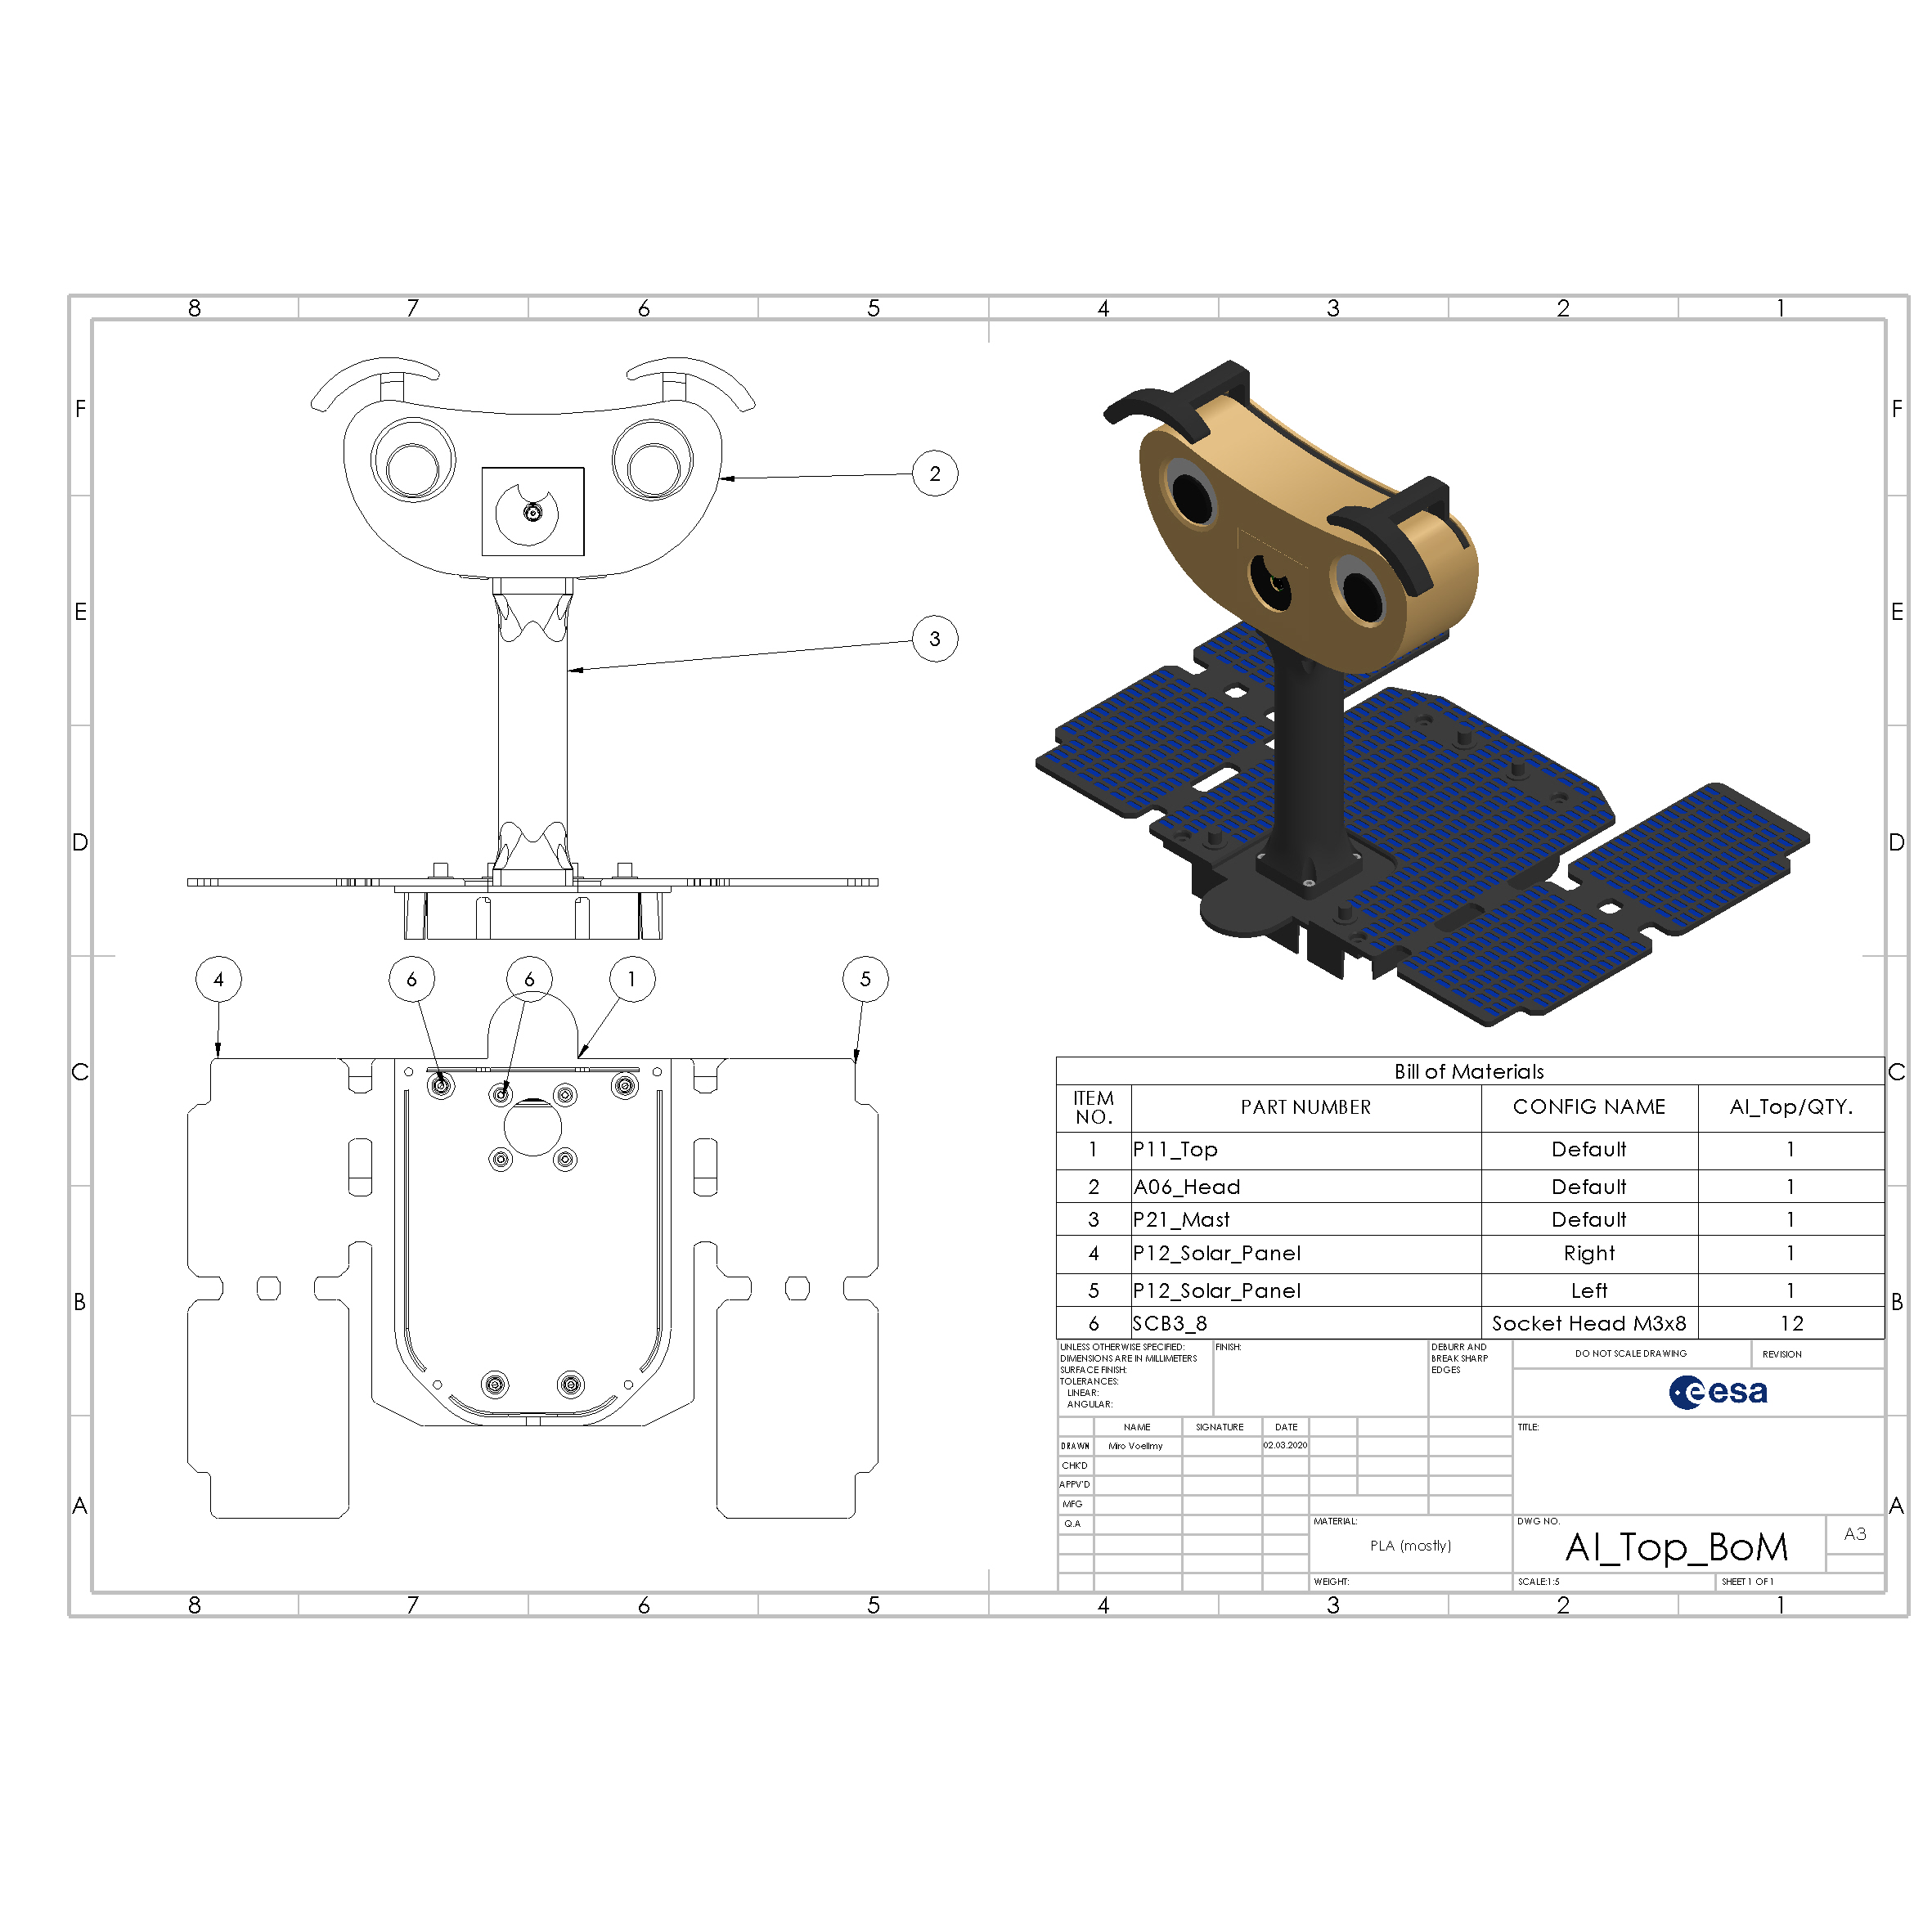 8 7 6 5 4 3 2 1
F F
E E
D D
C C
B B
A A
2
3
4 6 6 1 5
Bill of Materials
ITEM NO. PART NUMBER CONFIG NAME AI_Top/QTY.
1 P11_Top Default 1
2 A06_Head Default 1
3 P21_Mast Default 1
4 P12_Solar_Panel Right 1
5 P12_Solar_Panel Left 1
6 SCB3_8 Socket Head M3x8 12
UNLESS OTHERWISE SPECIFIED:
DIMENSIONS ARE IN MILLIMETERS
SURFACE FINISH:
TOLERANCES:
LINEAR:
ANGULAR:
FINISH:
DEBURR AND
BREAK SHARP
EDGES
DO NOT SCALE DRAWING
REVISION
esa
NAME SIGNATURE DATE
DRAWN Miro Voellmy 02.03.2020
CHK'D
APPV'D
MFG
Q.A
TITLE:
MATERIAL:
PLA (mostly)
WEIGHT:
DWG NO.
AI_Top_BoM
A3
SCALE:1:5
SHEET 1 OF 1
8 7 6 5 4 3 2 1